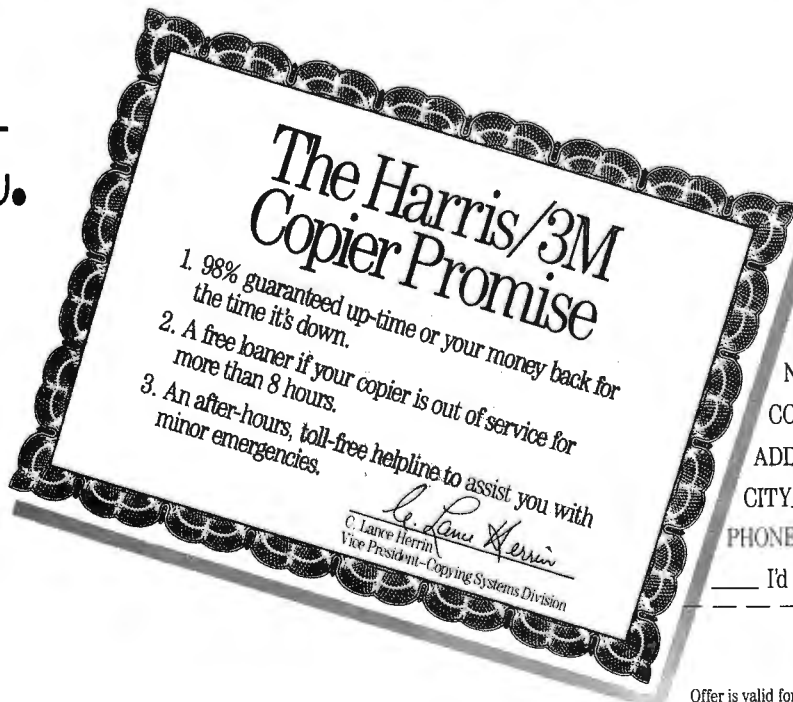 The Harris/3M
Copier Promise
1. 98% guaranteed up-time or your money back for
the time it's down.
2. A free loaner if your copier is out of service for
more than 8 hours.
3. An after-hours, toll-free helpline to assist you with
minor emergencies.
C. Lance Herrin
C. Lance Herrin
Vice President–Copying Systems Division
N
CO
ADD
CITY
PHONE
I'd
Offer is valid for